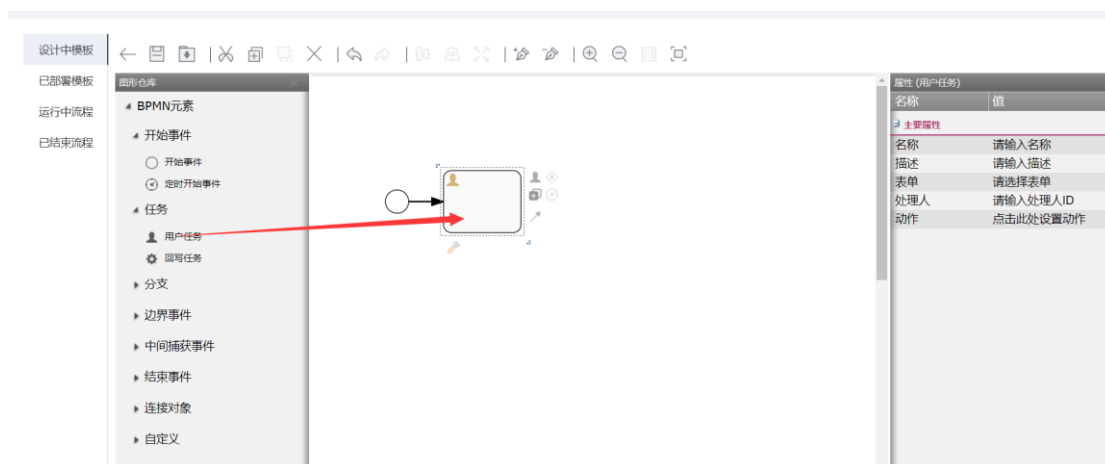 设计中模板
已部署模板
运行中流程
已结束流程
图形仓库
BPMN元素
开始事件
开始事件
定时开始事件
任务
用户任务
回写任务
分支
边界事件
中间捕获事件
结束事件
连接对象
自定义
属性 (用户任务)
名称 值
主要属性
名称 请输入名称
描述 请输入描述
表单 请选择表单
处理人 请输入处理人ID
动作 点击此处设置动作